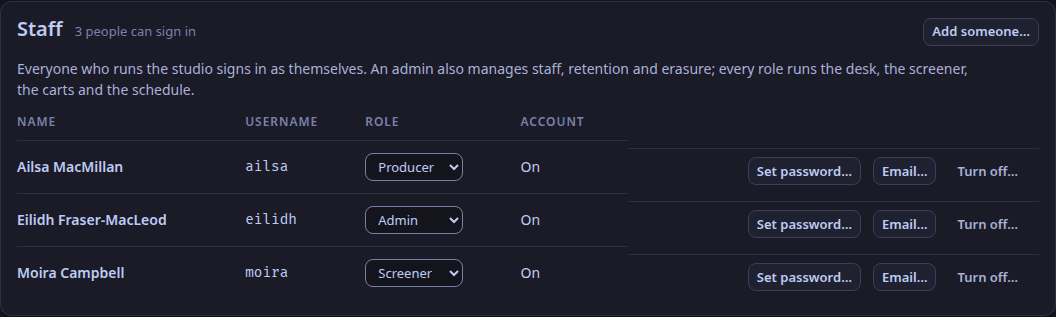 Staff 3 people can sign in Add someone...
Everyone who runs the studio signs in as themselves. An admin also manages staff, retention and erasure; every role runs the desk, the screener,
the carts and the schedule.
NAME USERNAME ROLE ACCOUNT
Ailsa MacMillan ailsa Producer On Set password... Email... Turn off...
Eilidh Fraser-MacLeod eilidh Admin On Set password... Email... Turn off...
Moira Campbell moira Screener On Set password... Email... Turn off...